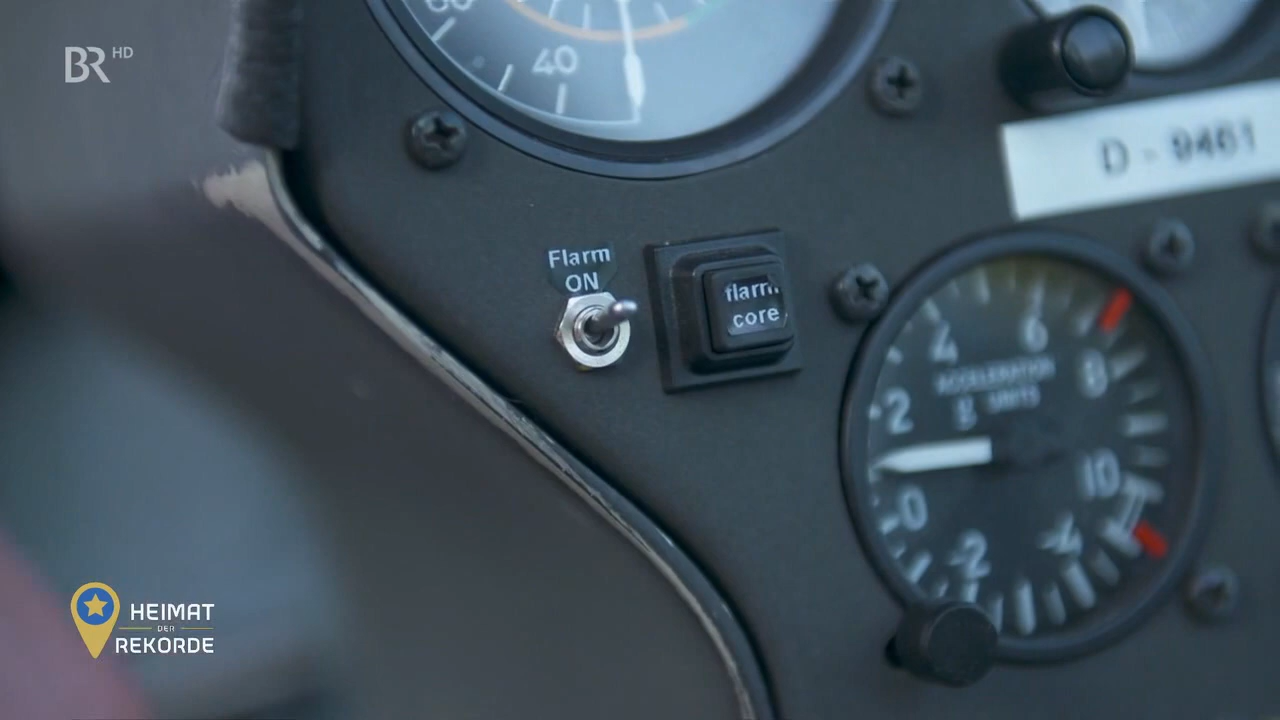 BR HD
60
40
D - 9461
Flarm
ON
flarm
core
4
6
ACCELERATION
g UNITS
2
8
10
0
-2
-4
HEIMAT
DER
REKORDE